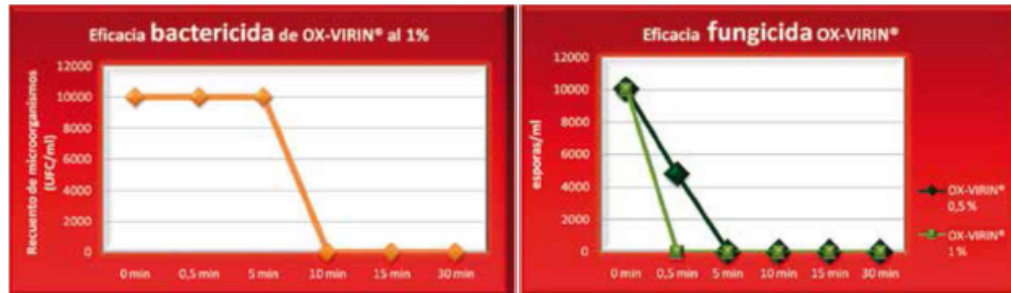 Eficacia bactericida de OX-VIRIN® al 1%
Recuento de microorganismos
(UFC/ml)
12000
10000
8000
6000
4000
2000
0
0 min 0,5 min 5 min 10 min 15 min 30 min
Eficacia fungicida OX-VIRIN®
esporas/ml
12000
10000
8000
6000
4000
2000
0
0 min 0,5 min 5 min 10 min 15 min 30 min
OX-VIRIN®
0,5 %
OX-VIRIN®
1 %